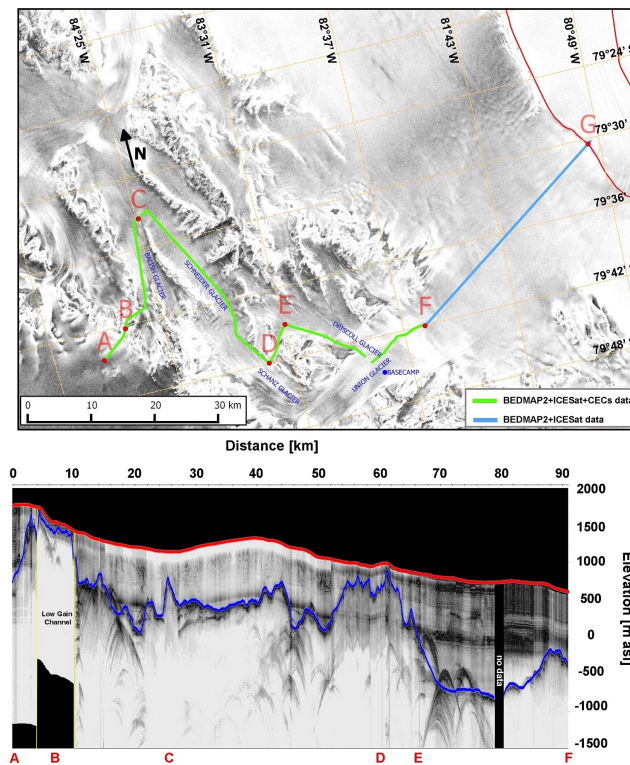 84°25' W
83°31' W
82°37' W
81°43' W
80°49' W
79°24'
79°30'
79°36'
79°42'
79°48'
N
G
C
BALISH GLACIER
SCHNEIDER GLACIER
B
A
E
F
D
DRISCOLL GLACIER
SCHANZ GLACIER
UNION GLACIER
BASECAMP
0 10 20 30 km
BEDMAP2+ICESat+CECs data
BEDMAP2+ICESat data
Distance [km]
0 10 20 30 40 50 60 70 80 90
2000
1500
1000
500
0
-500
-1000
-1500
Elevation [m asl]
Low Gain
Channel
no data
A B C D E F